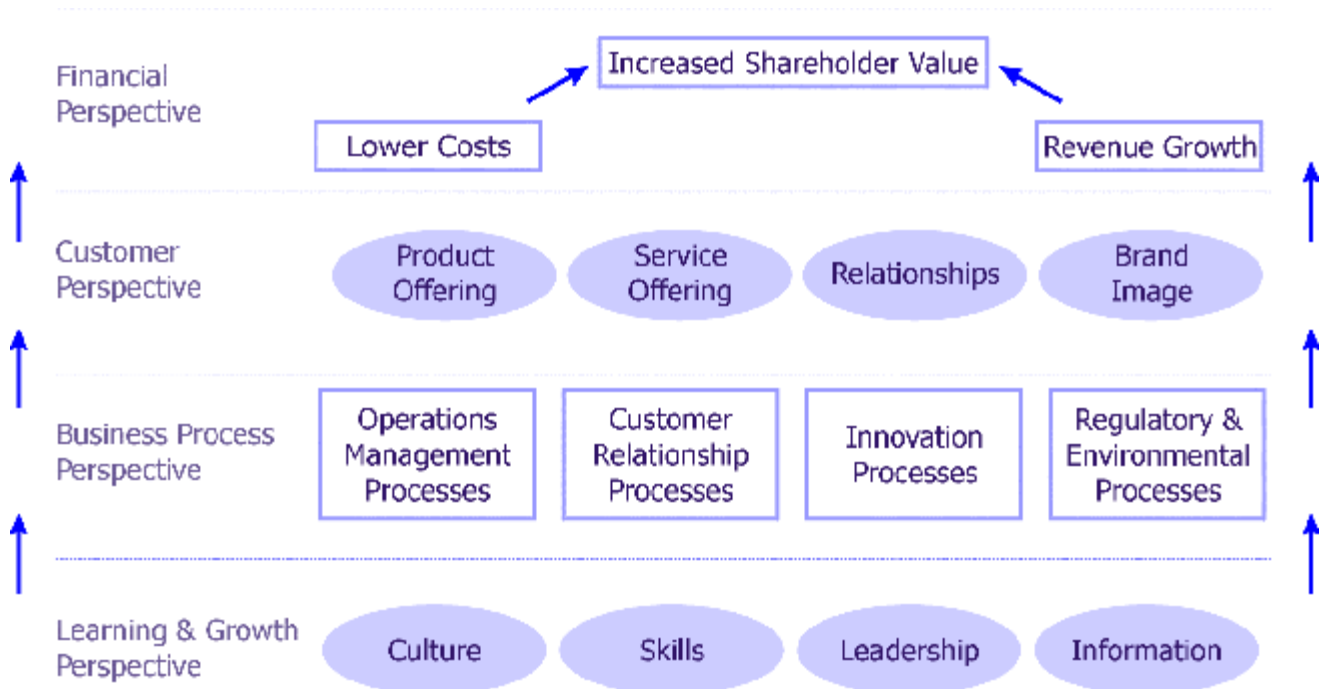 Financial
Perspective
Increased Shareholder Value
Lower Costs
Revenue Growth
Customer
Perspective
Product
Offering
Service
Offering
Relationships
Brand
Image
Business Process
Perspective
Operations
Management
Processes
Customer
Relationship
Processes
Innovation
Processes
Regulatory &
Environmental
Processes
Learning & Growth
Perspective
Culture
Skills
Leadership
Information